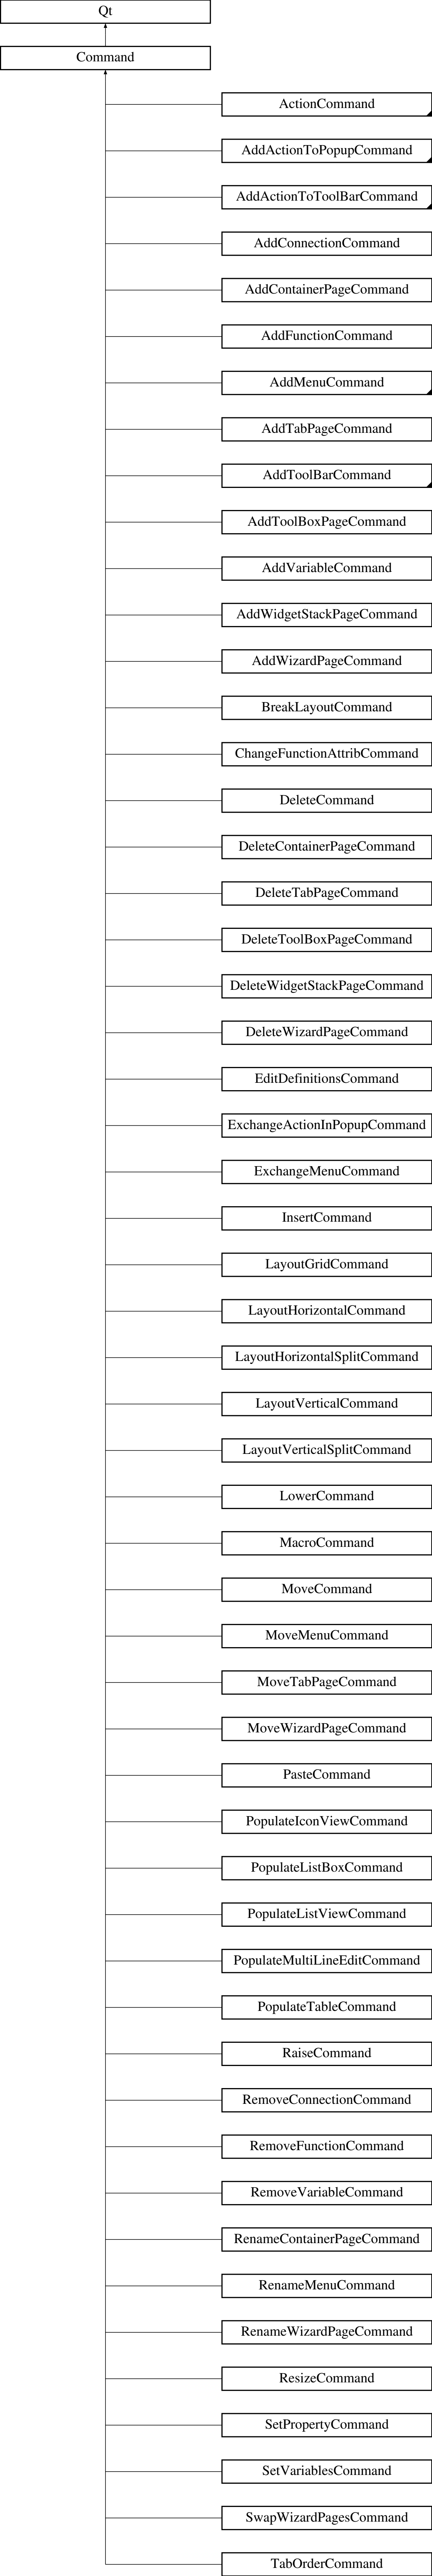 Qt
Command
ActionCommand
AddActionToPopupCommand
AddActionToToolBarCommand
AddConnectionCommand
AddContainerPageCommand
AddFunctionCommand
AddMenuCommand
AddTabPageCommand
AddToolBarCommand
AddToolBoxPageCommand
AddVariableCommand
AddWidgetStackPageCommand
AddWizardPageCommand
BreakLayoutCommand
ChangeFunctionAttribCommand
DeleteCommand
DeleteContainerPageCommand
DeleteTabPageCommand
DeleteToolBoxPageCommand
DeleteWidgetStackPageCommand
DeleteWizardPageCommand
EditDefinitionsCommand
ExchangeActionInPopupCommand
ExchangeMenuCommand
InsertCommand
LayoutGridCommand
LayoutHorizontalCommand
LayoutHorizontalSplitCommand
LayoutVerticalCommand
LayoutVerticalSplitCommand
LowerCommand
MacroCommand
MoveCommand
MoveMenuCommand
MoveTabPageCommand
MoveWizardPageCommand
PasteCommand
PopulateIconViewCommand
PopulateListBoxCommand
PopulateListViewCommand
PopulateMultiLineEditCommand
PopulateTableCommand
RaiseCommand
RemoveConnectionCommand
RemoveFunctionCommand
RemoveVariableCommand
RenameContainerPageCommand
RenameMenuCommand
RenameWizardPageCommand
ResizeCommand
SetPropertyCommand
SetVariablesCommand
SwapWizardPagesCommand
TabOrderCommand